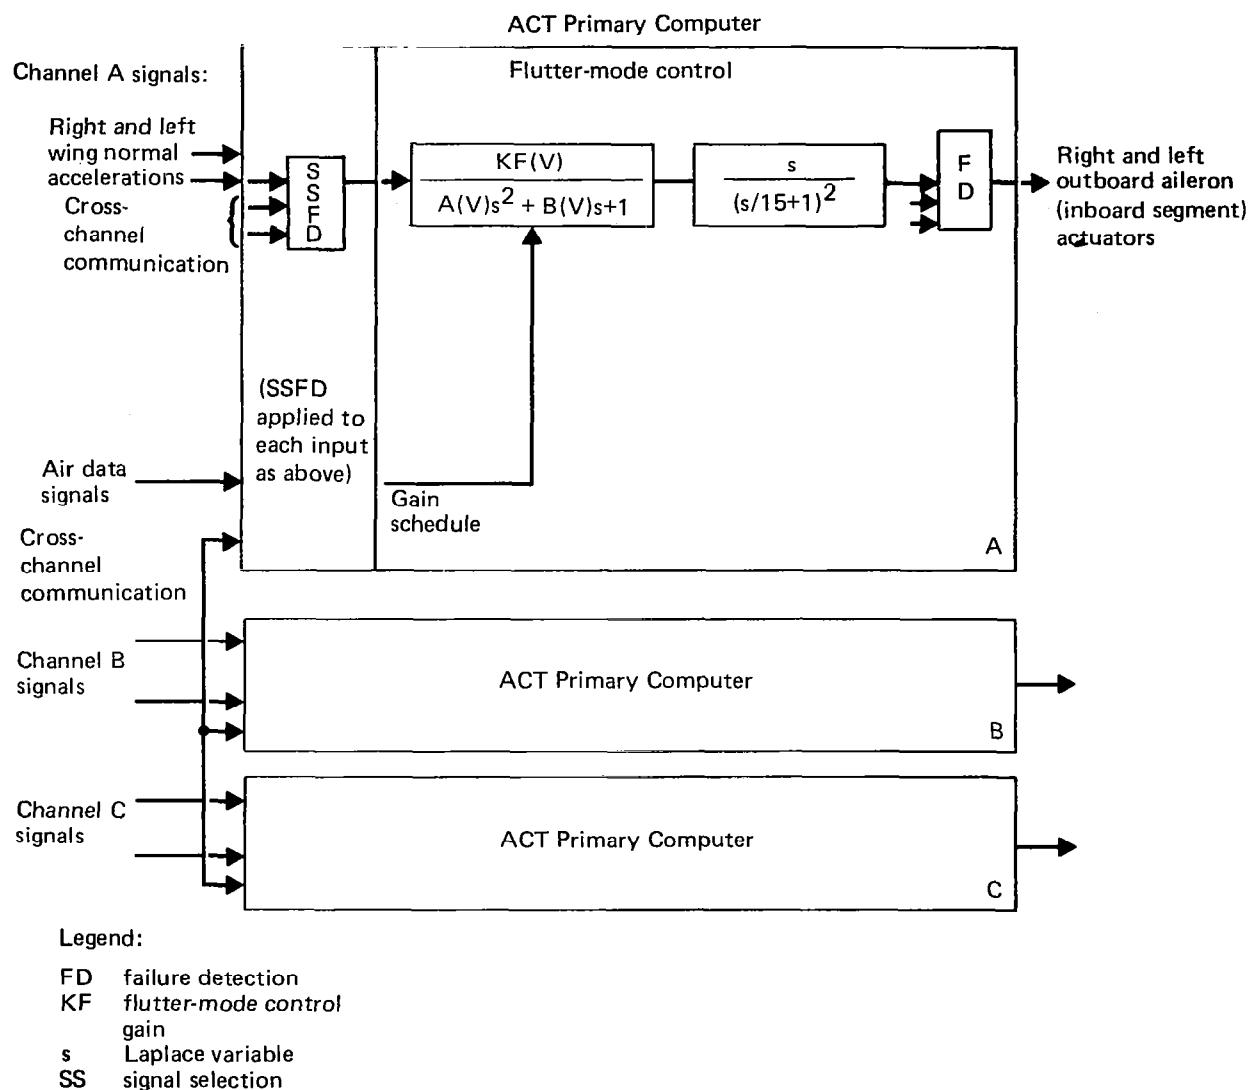 ACT Primary Computer
Channel A signals:
Flutter-mode control
Right and left
wing normal
accelerations
Cross-
channel
communication
S
S
F
D
KF(V)
A(V)s² + B(V)s+1
s
(s/15+1)²
F
D
Right and left
outboard aileron
(inboard segment)
actuators
(SSFD
applied to
each input
as above)
Air data
signals
Gain
schedule
Cross-
channel
communication
A
Channel B
signals
ACT Primary Computer
B
Channel C
signals
ACT Primary Computer
C
Legend:
FD failure detection
KF flutter-mode control
gain
s Laplace variable
SS signal selection